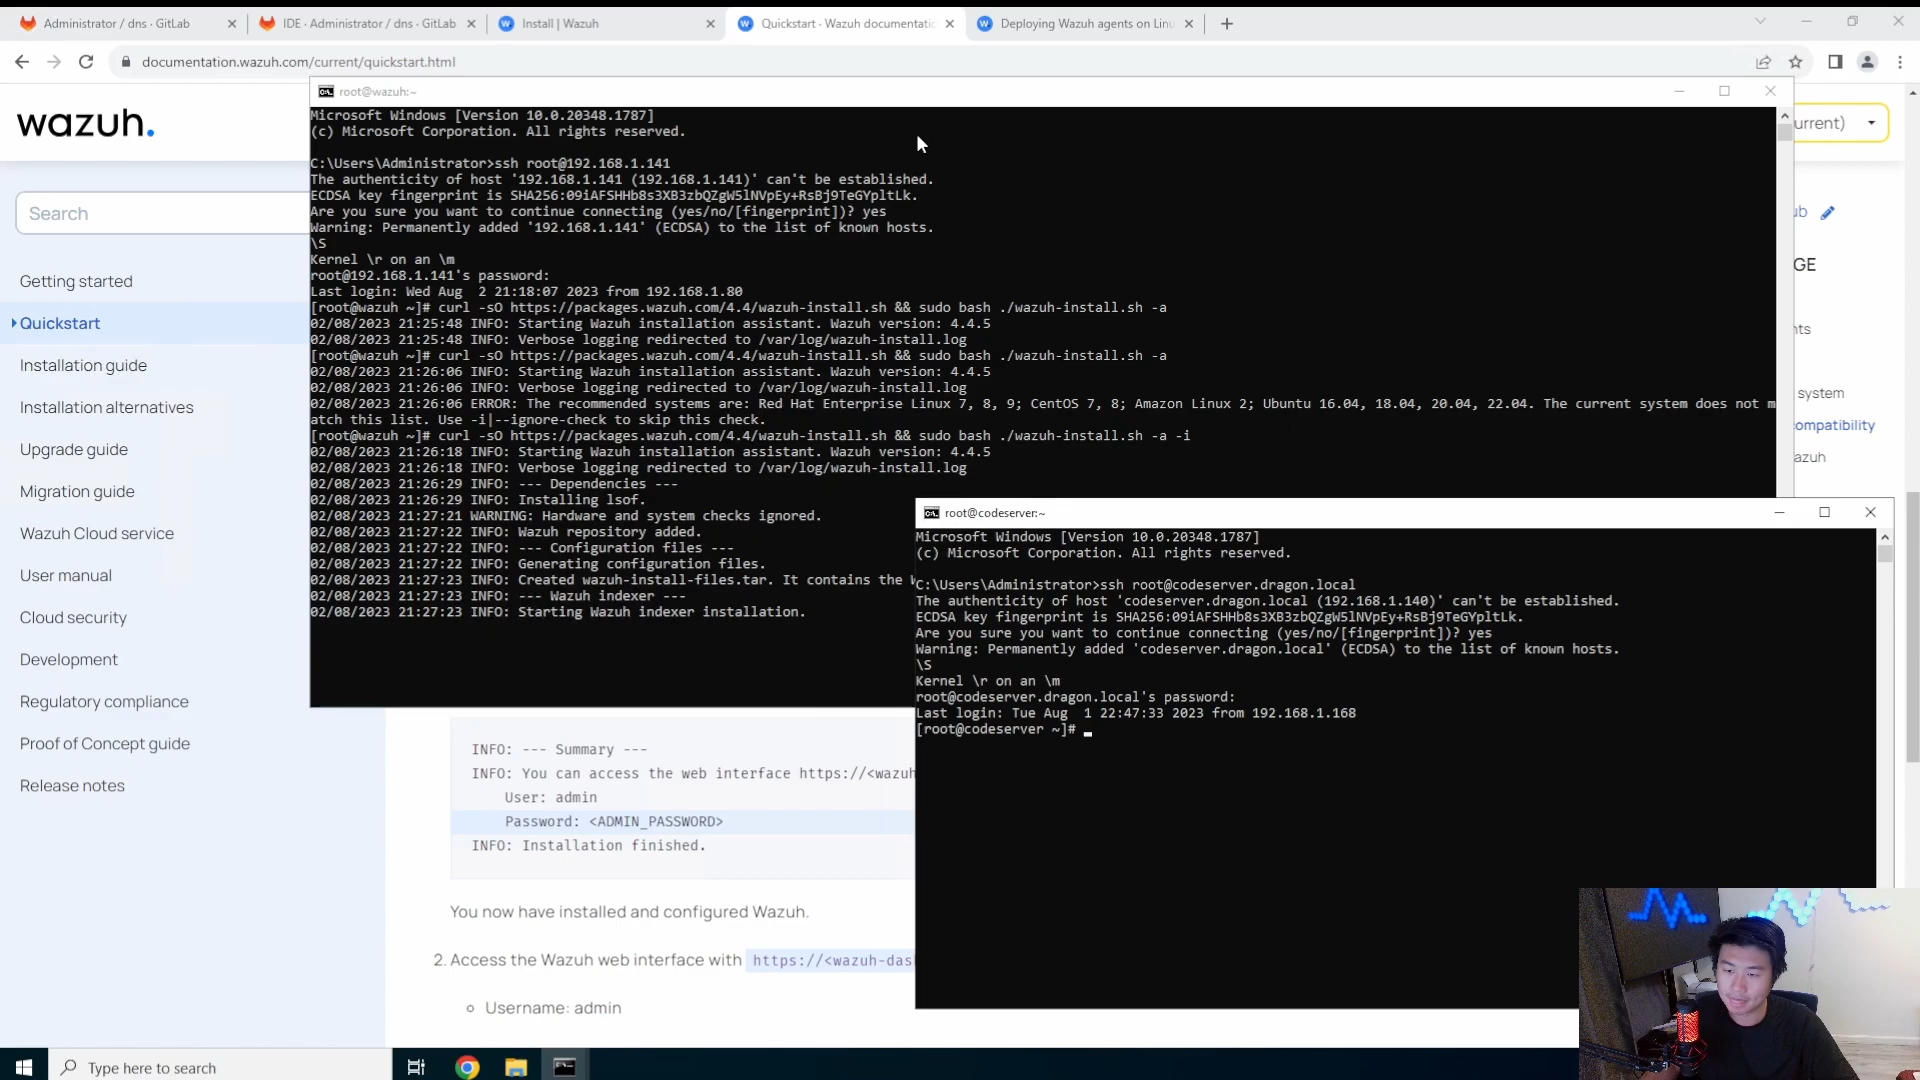 Administrator / dns · GitLab
IDE · Administrator / dns · GitLab
Install | Wazuh
Quickstart · Wazuh documentatio
Deploying Wazuh agents on Linu
documentation.wazuh.com/current/quickstart.html
wazuh.
urrent)
Search
Getting started
Quickstart
Installation guide
Installation alternatives
Upgrade guide
Migration guide
Wazuh Cloud service
User manual
Cloud security
Development
Regulatory compliance
Proof of Concept guide
Release notes
root@wazuh:~
Microsoft Windows [Version 10.0.20348.1787]
(c) Microsoft Corporation. All rights reserved.
C:\Users\Administrator>ssh root@192.168.1.141
The authenticity of host '192.168.1.141 (192.168.1.141)' can't be established.
ECDSA key fingerprint is SHA256:09iAFSHHb8s3XB3zbQZgW5lNVpEy+RsBj9TeGYpltLk.
Are you sure you want to continue connecting (yes/no/[fingerprint])? yes
Warning: Permanently added '192.168.1.141' (ECDSA) to the list of known hosts.
\S
Kernel \r on an \m
root@192.168.1.141's password:
Last login: Wed Aug  2 21:18:07 2023 from 192.168.1.80
[root@wazuh ~]# curl -sO https://packages.wazuh.com/4.4/wazuh-install.sh && sudo bash ./wazuh-install.sh -a
02/08/2023 21:25:48 INFO: Starting Wazuh installation assistant. Wazuh version: 4.4.5
02/08/2023 21:25:48 INFO: Verbose logging redirected to /var/log/wazuh-install.log
[root@wazuh ~]# curl -sO https://packages.wazuh.com/4.4/wazuh-install.sh && sudo bash ./wazuh-install.sh -a
02/08/2023 21:26:06 INFO: Starting Wazuh installation assistant. Wazuh version: 4.4.5
02/08/2023 21:26:06 INFO: Verbose logging redirected to /var/log/wazuh-install.log
02/08/2023 21:26:06 ERROR: The recommended systems are: Red Hat Enterprise Linux 7, 8, 9; CentOS 7, 8; Amazon Linux 2; Ubuntu 16.04, 18.04, 20.04, 22.04. The current system does not m
atch this list. Use -i|--ignore-check to skip this check.
[root@wazuh ~]# curl -sO https://packages.wazuh.com/4.4/wazuh-install.sh && sudo bash ./wazuh-install.sh -a -i
02/08/2023 21:26:18 INFO: Starting Wazuh installation assistant. Wazuh version: 4.4.5
02/08/2023 21:26:18 INFO: Verbose logging redirected to /var/log/wazuh-install.log
02/08/2023 21:26:29 INFO: --- Dependencies ---
02/08/2023 21:26:29 INFO: Installing lsof.
02/08/2023 21:27:21 WARNING: Hardware and system checks ignored.
02/08/2023 21:27:22 INFO: Wazuh repository added.
02/08/2023 21:27:22 INFO: --- Configuration files ---
02/08/2023 21:27:22 INFO: Generating configuration files.
02/08/2023 21:27:23 INFO: Created wazuh-install-files.tar. It contains the
02/08/2023 21:27:23 INFO: --- Wazuh indexer ---
02/08/2023 21:27:23 INFO: Starting Wazuh indexer installation.
ub
GE
nts
system
ompatibility
azuh
root@codeserver:~
Microsoft Windows [Version 10.0.20348.1787]
(c) Microsoft Corporation. All rights reserved.
C:\Users\Administrator>ssh root@codeserver.dragon.local
The authenticity of host 'codeserver.dragon.local (192.168.1.140)' can't be established.
ECDSA key fingerprint is SHA256:09iAFSHHb8s3XB3zbQZgW5lNVpEy+RsBj9TeGYpltLk.
Are you sure you want to continue connecting (yes/no/[fingerprint])? yes
Warning: Permanently added 'codeserver.dragon.local' (ECDSA) to the list of known hosts.
\S
Kernel \r on an \m
root@codeserver.dragon.local's password:
Last login: Tue Aug  1 22:47:33 2023 from 192.168.1.168
[root@codeserver ~]#
INFO: --- Summary ---
INFO: You can access the web interface https://<wazuh
User: admin
Password: <ADMIN_PASSWORD>
INFO: Installation finished.
You now have installed and configured Wazuh.
2. Access the Wazuh web interface with https://<wazuh-das
Username: admin
Type here to search